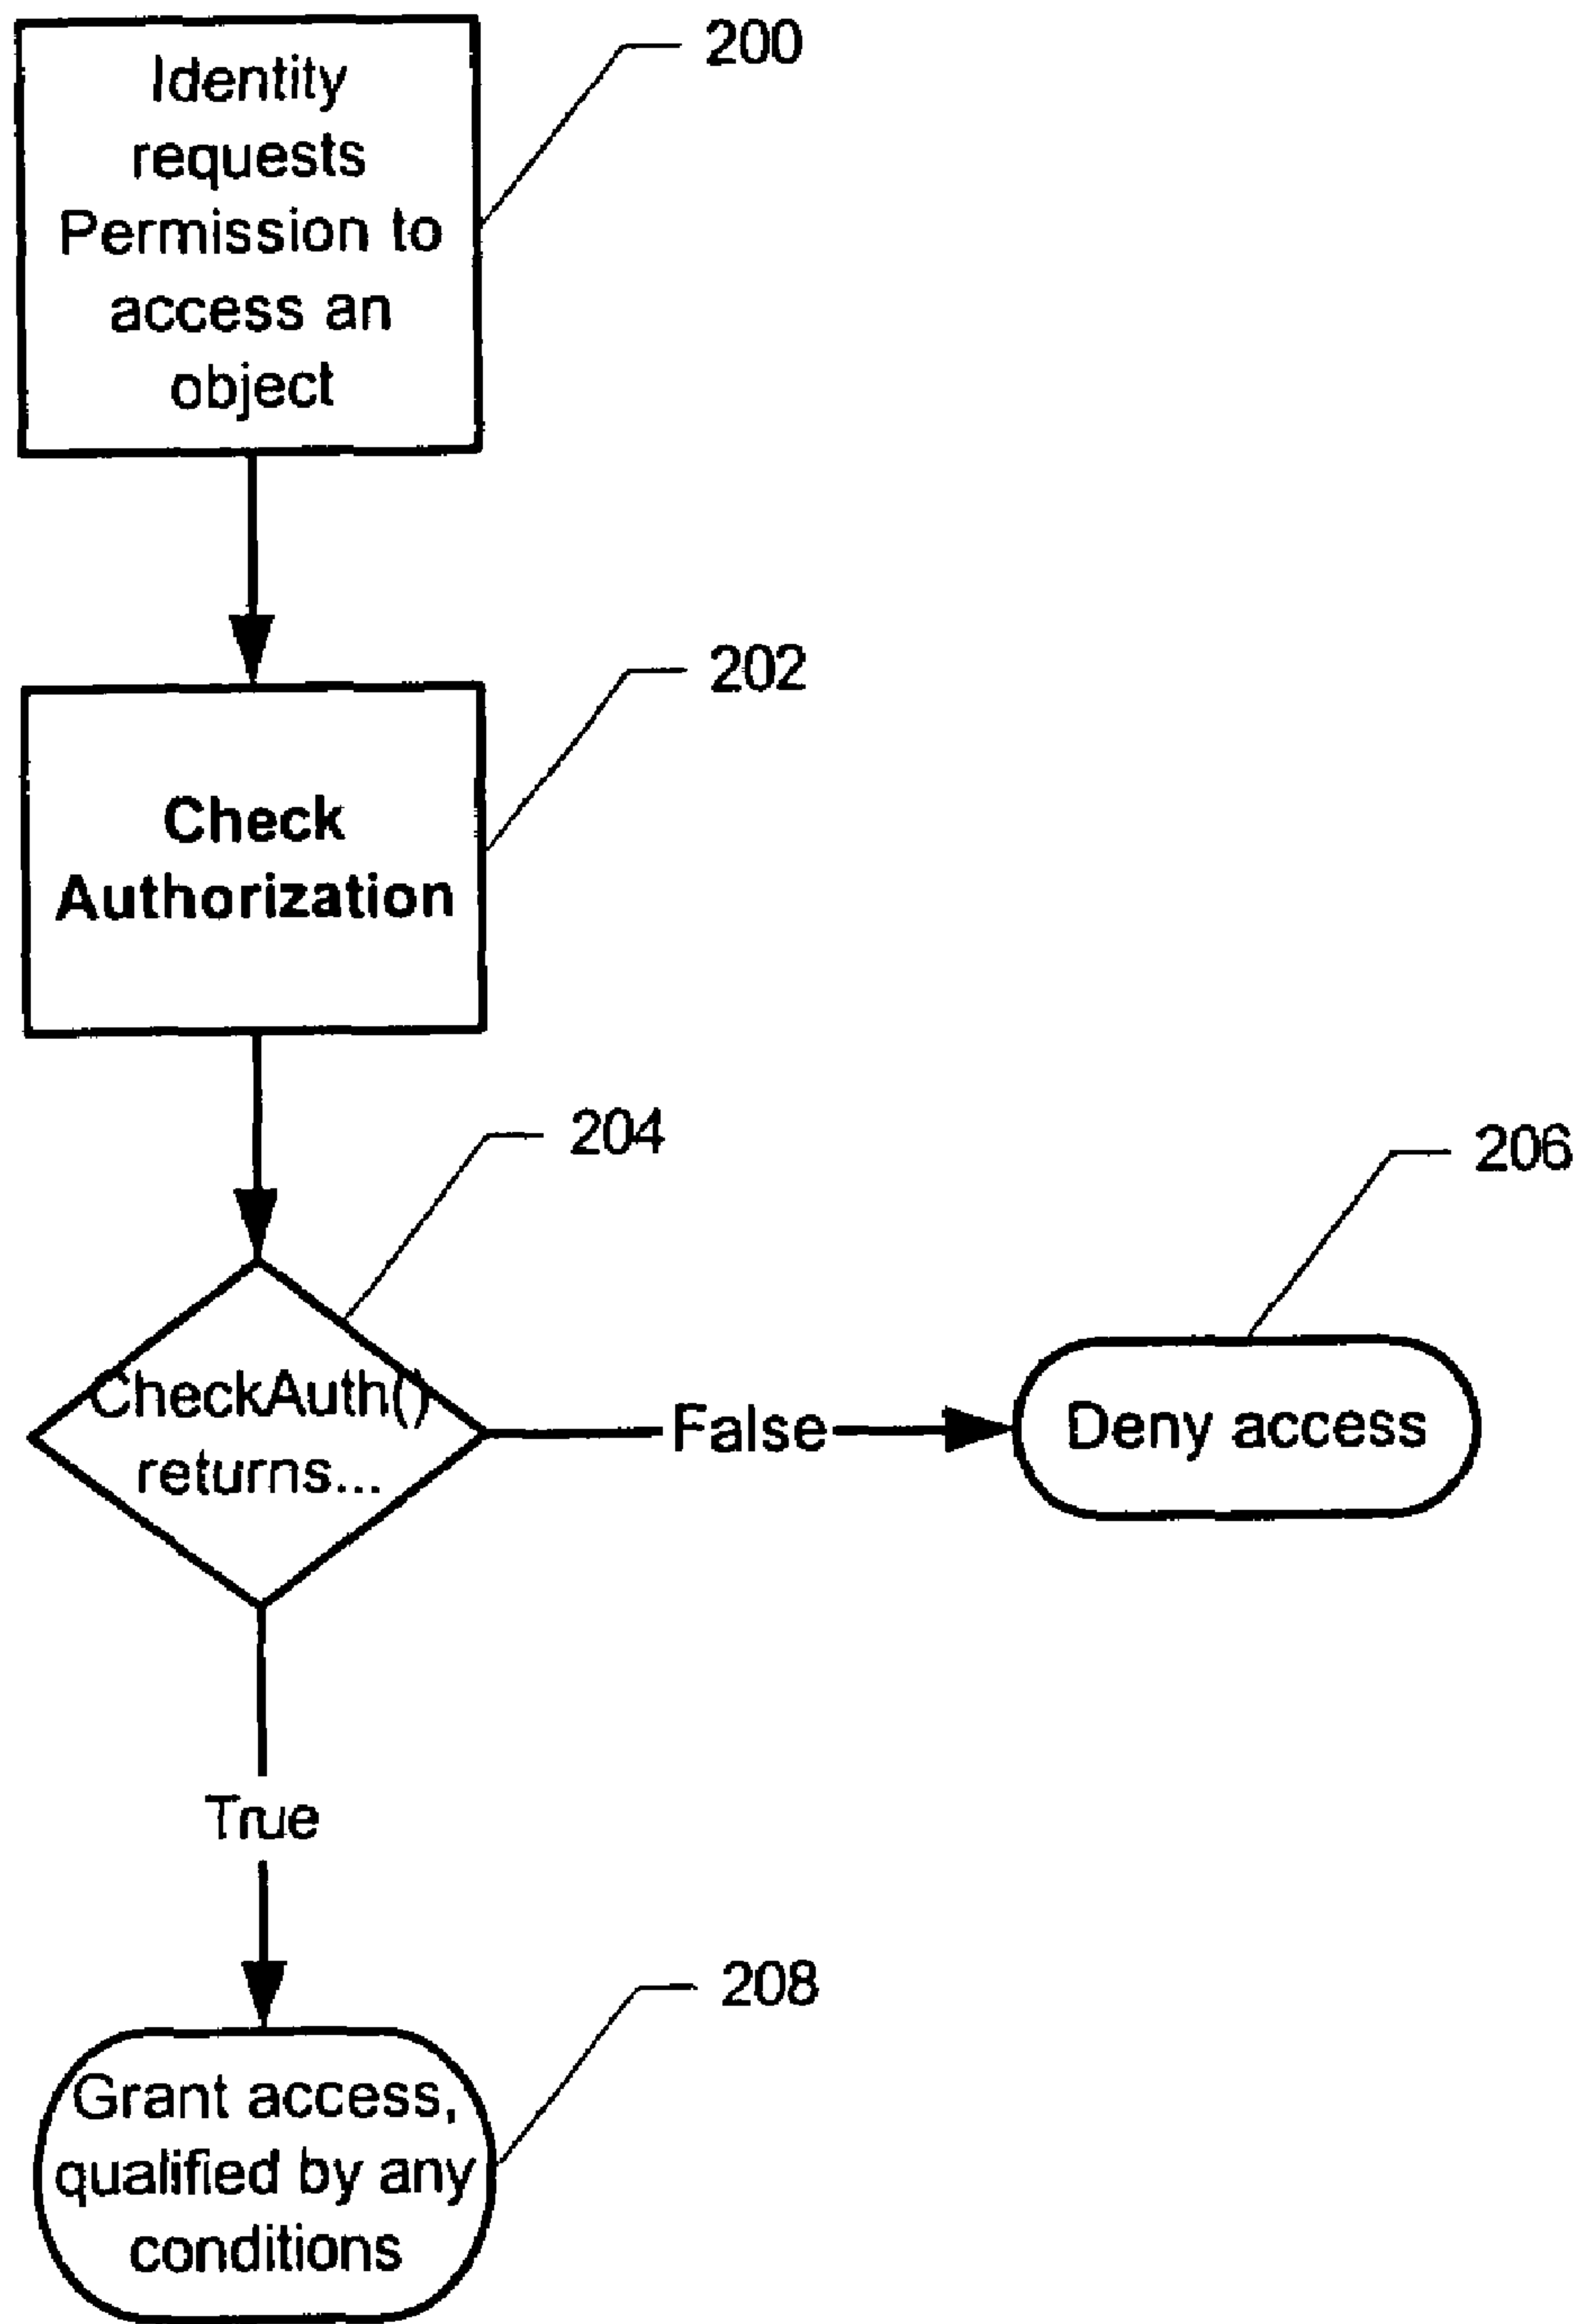 200
Identity
requests
Permission to
access an
object
202
Check
Authorization
204
206
CheckAuth()
returns...
False
Deny access
True
208
Grant access,
qualified by any
conditions